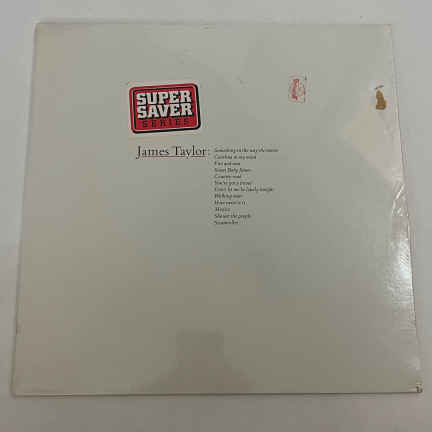 SUPER
SAVER
SERIES
James Taylor:
Something in the way she moves
Carolina in my mind
Fire and rain
Sweet Baby James
Country road
You've got a friend
Don't let me be lonely tonight
Walking man
How sweet it is
Mexico
Shower the people
Steamroller